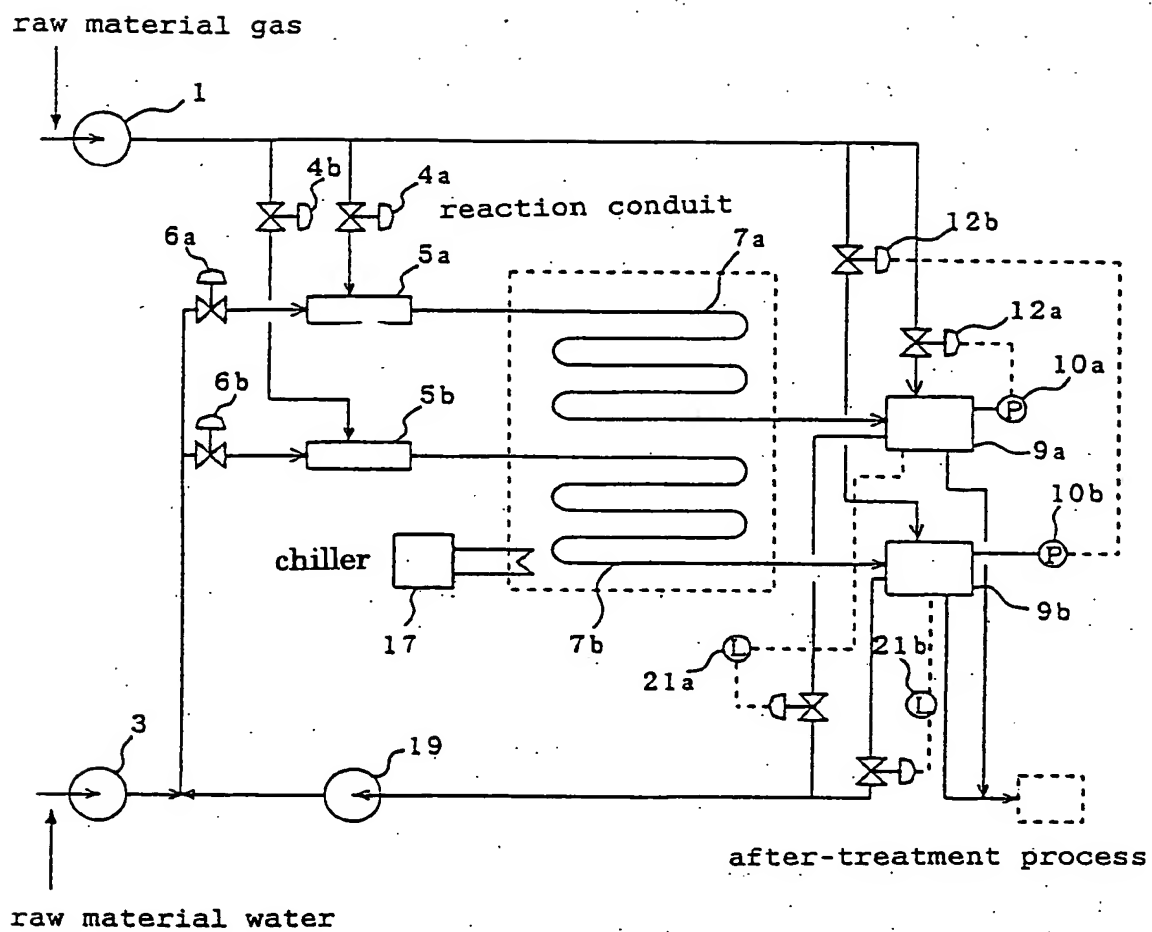 raw material gas
1
4b
4a
reaction conduit
6a
5a
7a
12b
12a
10a
P
6b
5b
9a
10b
P
chiller
17
7b
9b
L
21a
21b
L
3
19
after-treatment process
raw material water